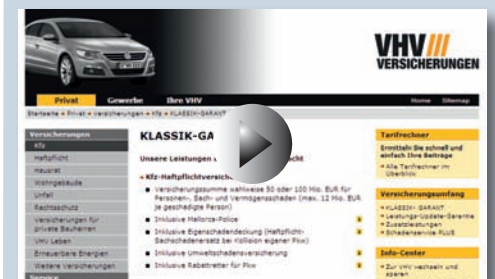 VHV///
VERSICHERUNGEN
Privat Gewerbe Ihre VHV Home Sitemap
Startseite Privat Versicherungen Kfz KLASSIK-GARANT
Versicherungen
Kfz
Haftpflicht
Hausrat
Wohngebäude
Unfall
Rechtsschutz
Versicherungen für
private Bauherren
VHV Leben
Erneuerbare Energien
Weitere Versicherungen
Service
KLASSIK-GA
Unsere Leistungen
Kfz-Haftpflichtversich
Versicherungssumme wahlweise 50 oder 100 Mio. EUR für
Personen-, Sach- und Vermögensschäden (max. 12 Mio. EUR
je geschädigte Person)
Inklusive Mallorca-Police
Inklusive Eigenschadendeckung (Haftpflicht-
Sachschadenersatz bei Kollision eigener Pkw)
Inklusive Umweltschadensversicherung
Inklusive Rabattretter für Pkw
Tarifrechner
Ermitteln Sie schnell und
einfach Ihre Beiträge
Alle Tarifrechner im
Überblick
Versicherungsumfang
KLASSIK-GARANT
Leistungs-Update-Garantie
Zusatzleistungen
Schadenservice PLUS
Info-Center
Zur VHV wechseln und
sparen